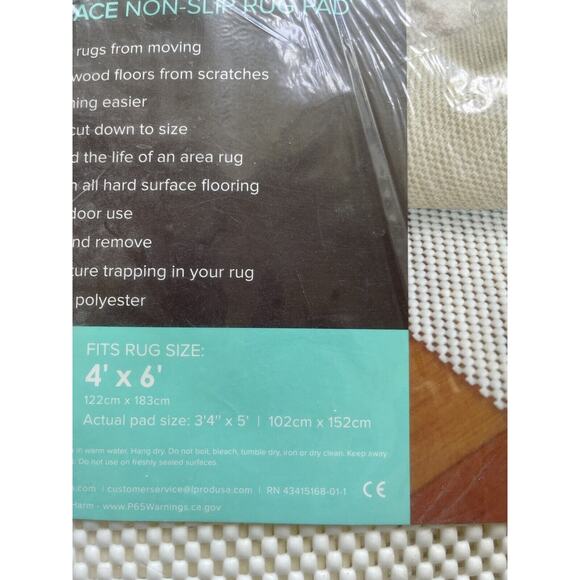 ACE NON-SLIP RUG PAD
rugs from moving
wood floors from scratches
ning easier
cut down to size
d the life of an area rug
n all hard surface flooring
door use
nd remove
ture trapping in your rug
polyester
FITS RUG SIZE:
4' x 6'
122cm x 183cm
Actual pad size: 3'4" x 5' | 102cm x 152cm
in warm water. Hang dry. Do not boil, bleach, tumble dry, iron or dry clean. Keep away
s. Do not use on freshly sealed surfaces.
a.com | customerservice@lprodusa.com | RN 43415168-01-1 CE
Harm - www.P65Warnings.ca.gov